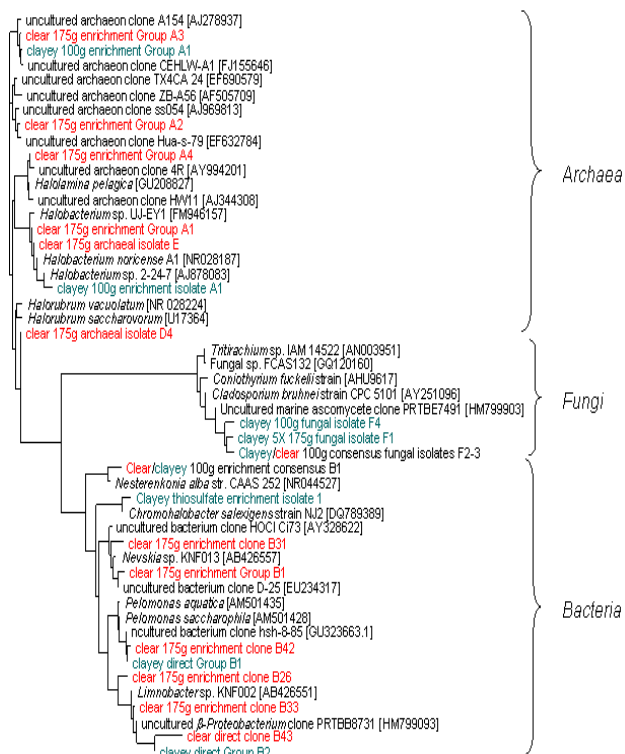 uncultured archaeon clone A154 [AJ278937]
clear 175g enrichment Group A3
clayey 100g enrichment Group A1
uncultured archaeon clone CEHLW-A1 [FJ155646]
uncultured archaeon clone TX4CA 24 [EF690579]
uncultured archaeon clone ZB-A56 [AF505709]
uncultured archaeon clone ss054 [AJ969813]
clear 175g enrichment Group A2
uncultured archaeon clone Hua-s-79 [EF632784]
clear 175g enrichment Group A4
uncultured archaeon clone 4R [AY994201]
Halolamina pelagica [GU208827]
uncultured archaeon clone HW11 [AJ344308]
Halobacterium sp. UJ-EY1 [FM946157]
clear 175g enrichment Group A1
clear 175g archaeal isolate E
Halobacterium noricense A1 [NR028187]
Halobacterium sp. 2-24-7 [AJ878083]
clayey 100g enrichment isolate A1
Halorubrum vacuolatum [NR 028224]
Halorubrum saccharovorum [U17364]
clear 175g archaeal isolate D4
Archaea
Tritirachium sp. IAM 14522 [AN003951]
Fungal sp. FCAS132 [GQ120160]
Coniothyrium fuckelii strain [AHU9617]
Cladosporium bruhnei strain CPC 5101 [AY251096]
Uncultured marine ascomycete clone PRTBE7491 [HM799903]
clayey 100g fungal isolate F4
clayey 5X 175g fungal isolate F1
Clayey/clear 100g consensus fungal isolates F2-3
Fungi
Clear/clayey 100g enrichment consensus B1
Nesterenkonia alba str. CAAS 252 [NR044527]
Clayey thiosulfate enrichment isolate 1
Chromohalobacter salexigens strain NJ2 [DQ789389]
uncultured bacterium clone HOCI Ci73 [AY328622]
clear 175g enrichment clone B31
Nevskia sp. KNF013 [AB426557]
clear 175g enrichment Group B1
uncultured bacterium clone D-25 [EU234317]
Pelomonas aquatica [AM501435]
Pelomonas saccharophila [AM501428]
ncultured bacterium clone hsh-8-85 [GU323663.1]
clear 175g enrichment clone B42
clayey direct Group B1
clear 175g enrichment clone B26
Limnobacter sp. KNF002 [AB426551]
clear 175g enrichment clone B33
uncultured β-Proteobacterium clone PRTBB8731 [HM799093]
clear direct clone B43
clayey direct Group B2
Bacteria